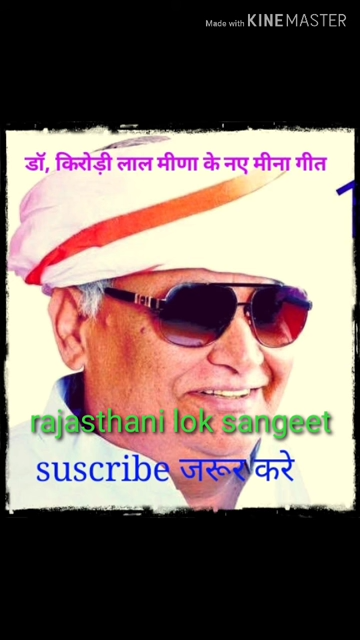 Made with KINEMASTER
डॉ, किरोड़ी लाल मीणा के नए मीना गीत
rajasthani lok sangeet
suscribe जरूर करे